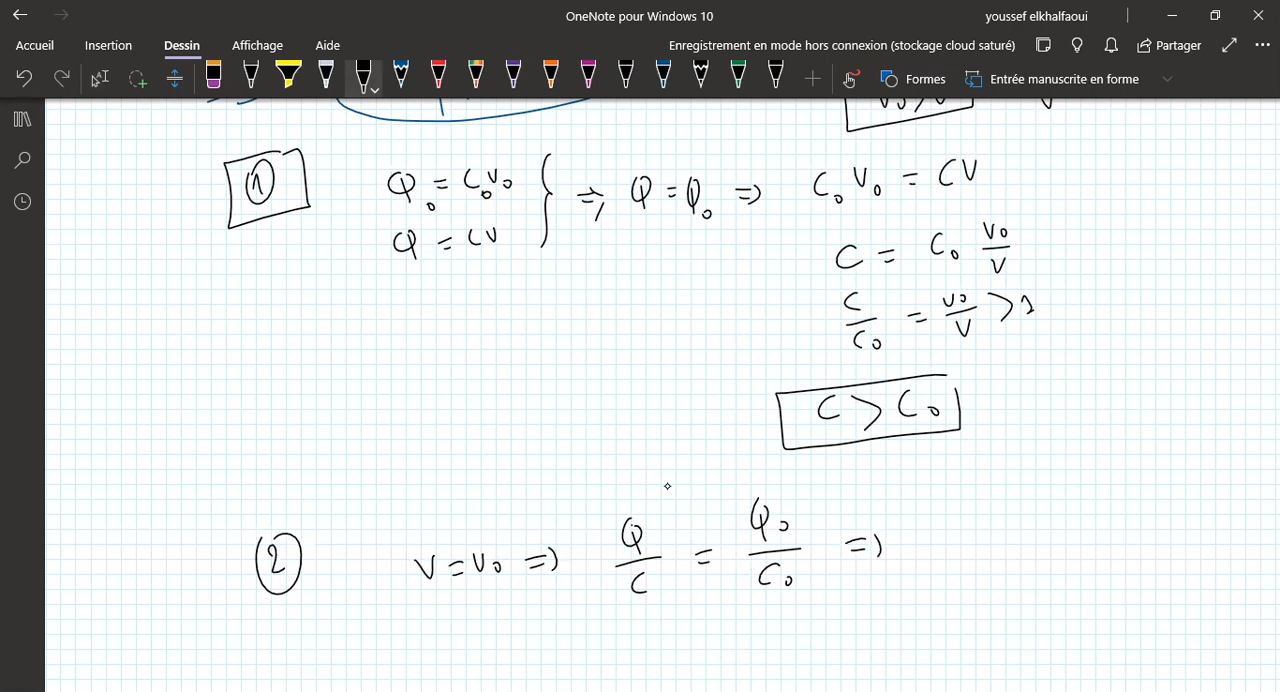 OneNote pour Windows 10
youssef elkhalfaoui
Accueil Insertion Dessin Affichage Aide
Enregistrement en mode hors connexion (stockage cloud saturé)
Partager
Formes
Entrée manuscrite en forme
1
Q₀ = C₀V₀ } ⇒ Q = Q₀ ⇒ C₀ V₀ = CV
Q = CV
C = C₀ V₀/V
C/C₀ = V₀/V > 1
C > C₀
2
V = V₀ ⇒ Q/C = Q₀/C₀ ⇒